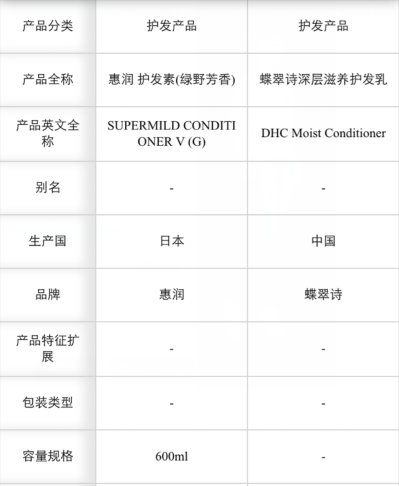 产品分类 护发产品 护发产品
产品全称 惠润 护发素(绿野芳香) 蝶翠诗深层滋养护发乳
产品英文全
称
SUPERMILD CONDITI
ONER V (G)
DHC Moist Conditioner
别名 - -
生产国 日本 中国
品牌 惠润 蝶翠诗
产品特征扩
展
- -
包装类型 - -
容量规格 600ml -